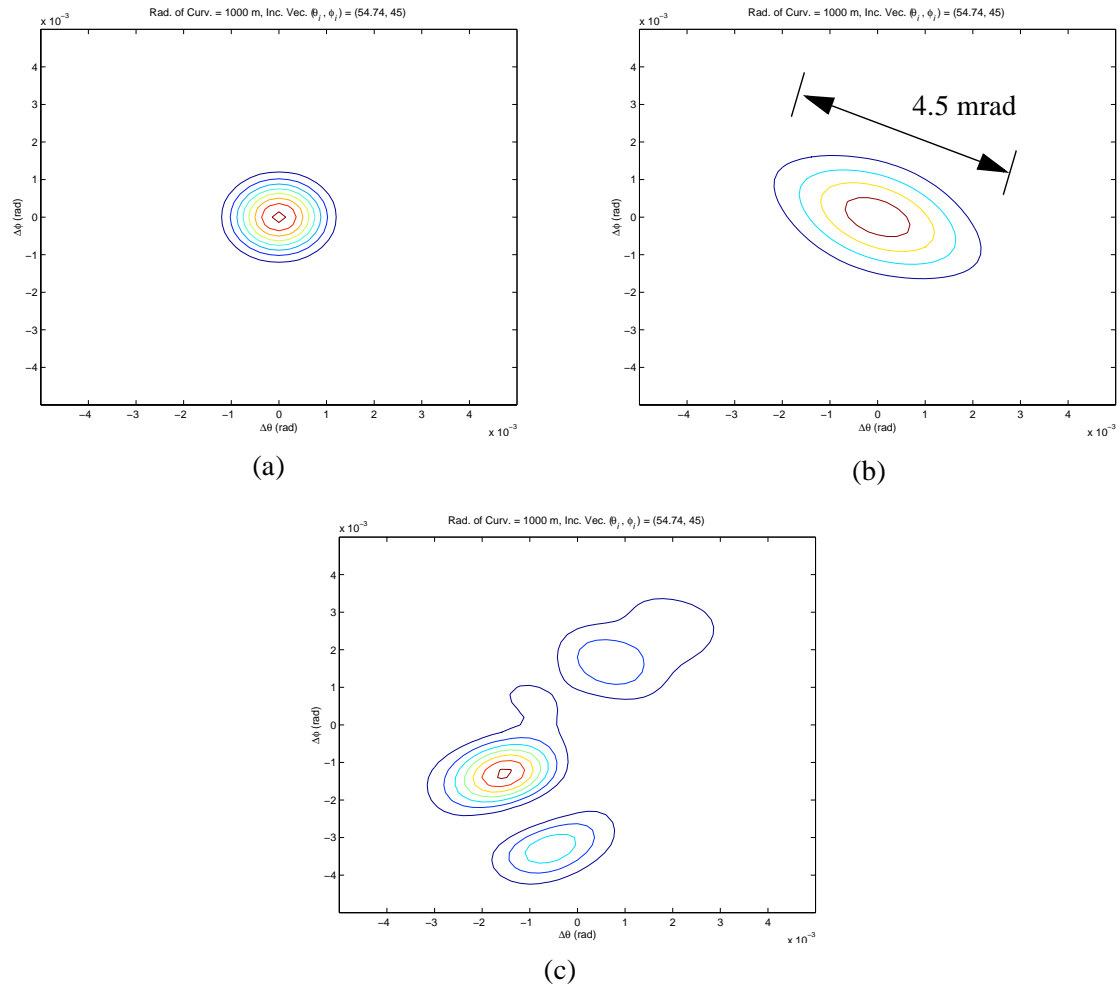 Rad. of Curv. = 1000 m, Inc. Vec. (θi , ϕi) = (54.74, 45)
x 10−3
4
3
2
1
0
−1
−2
−3
−4
Δϕ (rad)
−4 −3 −2 −1 0 1 2 3 4
Δθ (rad)
x 10−3
(a)
Rad. of Curv. = 1000 m, Inc. Vec. (θi , ϕi) = (54.74, 45)
x 10−3
4.5 mrad
4
3
2
1
0
−1
−2
−3
−4
Δϕ (rad)
−4 −3 −2 −1 0 1 2 3 4
Δθ (rad)
x 10−3
(b)
Rad. of Curv. = 1000 m, Inc. Vec. (θi , ϕi) = (54.74, 45)
x 10−3
4
3
2
1
0
−1
−2
−3
−4
Δϕ (rad)
−4 −3 −2 −1 0 1 2 3 4
Δθ (rad)
x 10−3
(c)